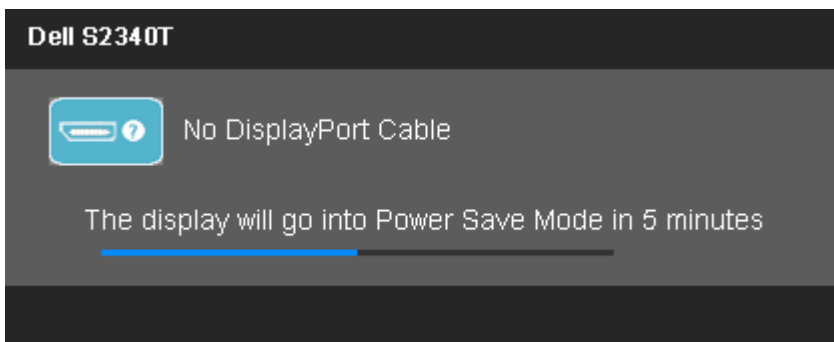 Dell S2340T
No DisplayPort Cable
The display will go into Power Save Mode in 5 minutes